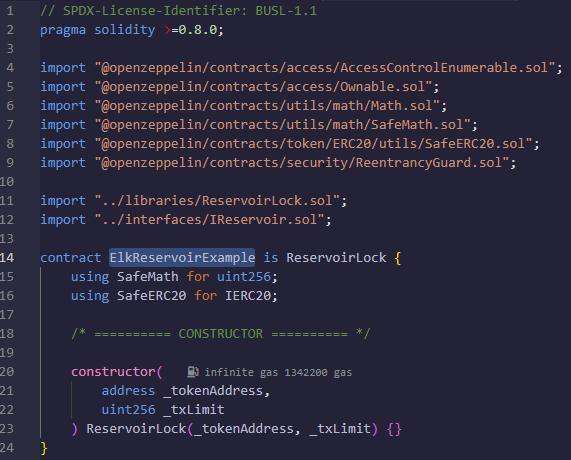 1 // SPDX-License-Identifier: BUSL-1.1
2 pragma solidity >=0.8.0;
3
4 import "@openzeppelin/contracts/access/AccessControlEnumerable.sol";
5 import "@openzeppelin/contracts/access/Ownable.sol";
6 import "@openzeppelin/contracts/utils/math/Math.sol";
7 import "@openzeppelin/contracts/utils/math/SafeMath.sol";
8 import "@openzeppelin/contracts/token/ERC20/utils/SafeERC20.sol";
9 import "@openzeppelin/contracts/security/ReentrancyGuard.sol";
10
11 import "../libraries/ReservoirLock.sol";
12 import "../interfaces/IReservoir.sol";
13
14 contract ElkReservoirExample is ReservoirLock {
15     using SafeMath for uint256;
16     using SafeERC20 for IERC20;
17
18     /* ========== CONSTRUCTOR ========== */
19
20     constructor(    infinite gas 1342200 gas
21         address _tokenAddress,
22         uint256 _txLimit
23     ) ReservoirLock(_tokenAddress, _txLimit) {}
24 }